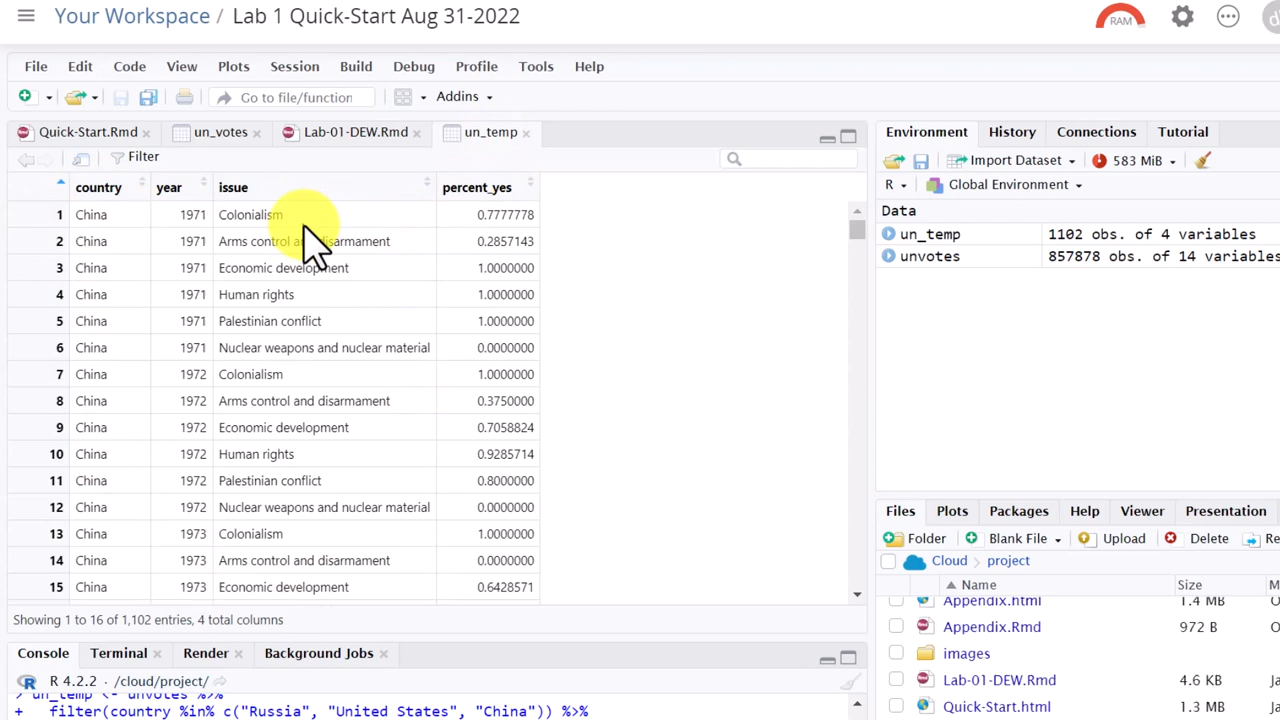 Your Workspace / Lab 1 Quick-Start Aug 31-2022
RAM
File Edit Code View Plots Session Build Debug Profile Tools Help
Go to file/function Addins
Quick-Start.Rmd un_votes Lab-01-DEW.Rmd un_temp
Filter
country year issue percent_yes
1 China 1971 Colonialism 0.7777778
2 China 1971 Arms control and disarmament 0.2857143
3 China 1971 Economic development 1.0000000
4 China 1971 Human rights 1.0000000
5 China 1971 Palestinian conflict 1.0000000
6 China 1971 Nuclear weapons and nuclear material 0.0000000
7 China 1972 Colonialism 1.0000000
8 China 1972 Arms control and disarmament 0.3750000
9 China 1972 Economic development 0.7058824
10 China 1972 Human rights 0.9285714
11 China 1972 Palestinian conflict 0.8000000
12 China 1972 Nuclear weapons and nuclear material 0.0000000
13 China 1973 Colonialism 1.0000000
14 China 1973 Arms control and disarmament 0.0000000
15 China 1973 Economic development 0.6428571
Showing 1 to 16 of 1,102 entries, 4 total columns
Console Terminal Render Background Jobs
R 4.2.2 · /cloud/project/
> un_temp <- unvotes %>%
+ filter(country %in% c("Russia", "United States", "China")) %>%
Environment History Connections Tutorial
Import Dataset 583 MiB
R Global Environment
Data
un_temp 1102 obs. of 4 variables
unvotes 857878 obs. of 14 variables
Files Plots Packages Help Viewer Presentation
Folder Blank File Upload Delete Re
Cloud project
Name Size M
Appendix.html 1.4 MB O
Appendix.Rmd 972 B O
images
Lab-01-DEW.Rmd 4.6 KB Ja
Quick-Start.html 1.3 MB Ja